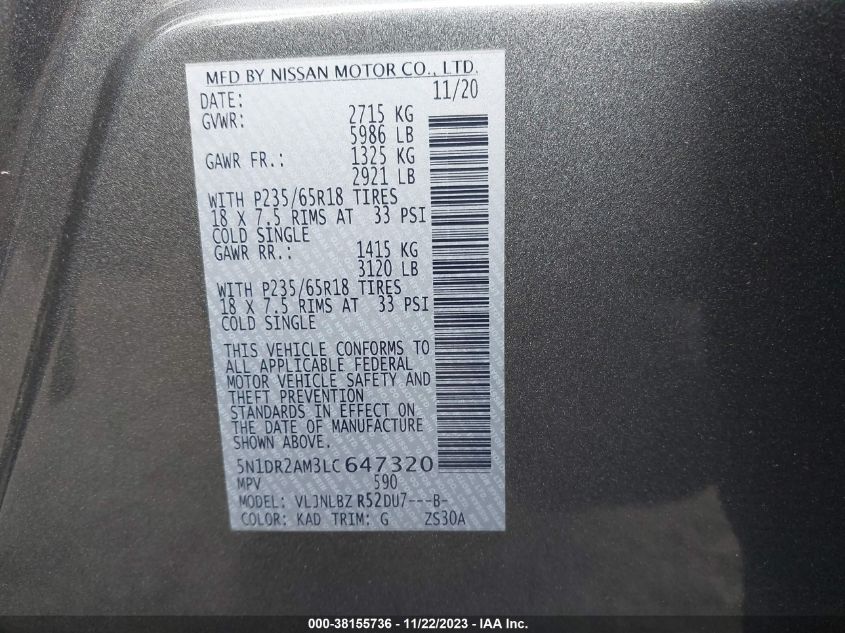 MFD BY NISSAN MOTOR CO., LTD.
DATE: 11/20
GVWR: 2715 KG
5986 LB
GAWR FR.: 1325 KG
2921 LB
WITH P235/65R18 TIRES
18 X 7.5 RIMS AT 33 PSI
COLD SINGLE
GAWR RR.: 1415 KG
3120 LB
WITH P235/65R18 TIRES
18 X 7.5 RIMS AT 33 PSI
COLD SINGLE
THIS VEHICLE CONFORMS TO
ALL APPLICABLE FEDERAL
MOTOR VEHICLE SAFETY AND
THEFT PREVENTION
STANDARDS IN EFFECT ON
THE DATE OF MANUFACTURE
SHOWN ABOVE.
5N1DR2AM3LC647320
MPV 590
MODEL: VLJNLBZ R52DU7---B-
COLOR: KAD TRIM: G ZS30A
000-38155736 - 11/22/2023 - IAA Inc.